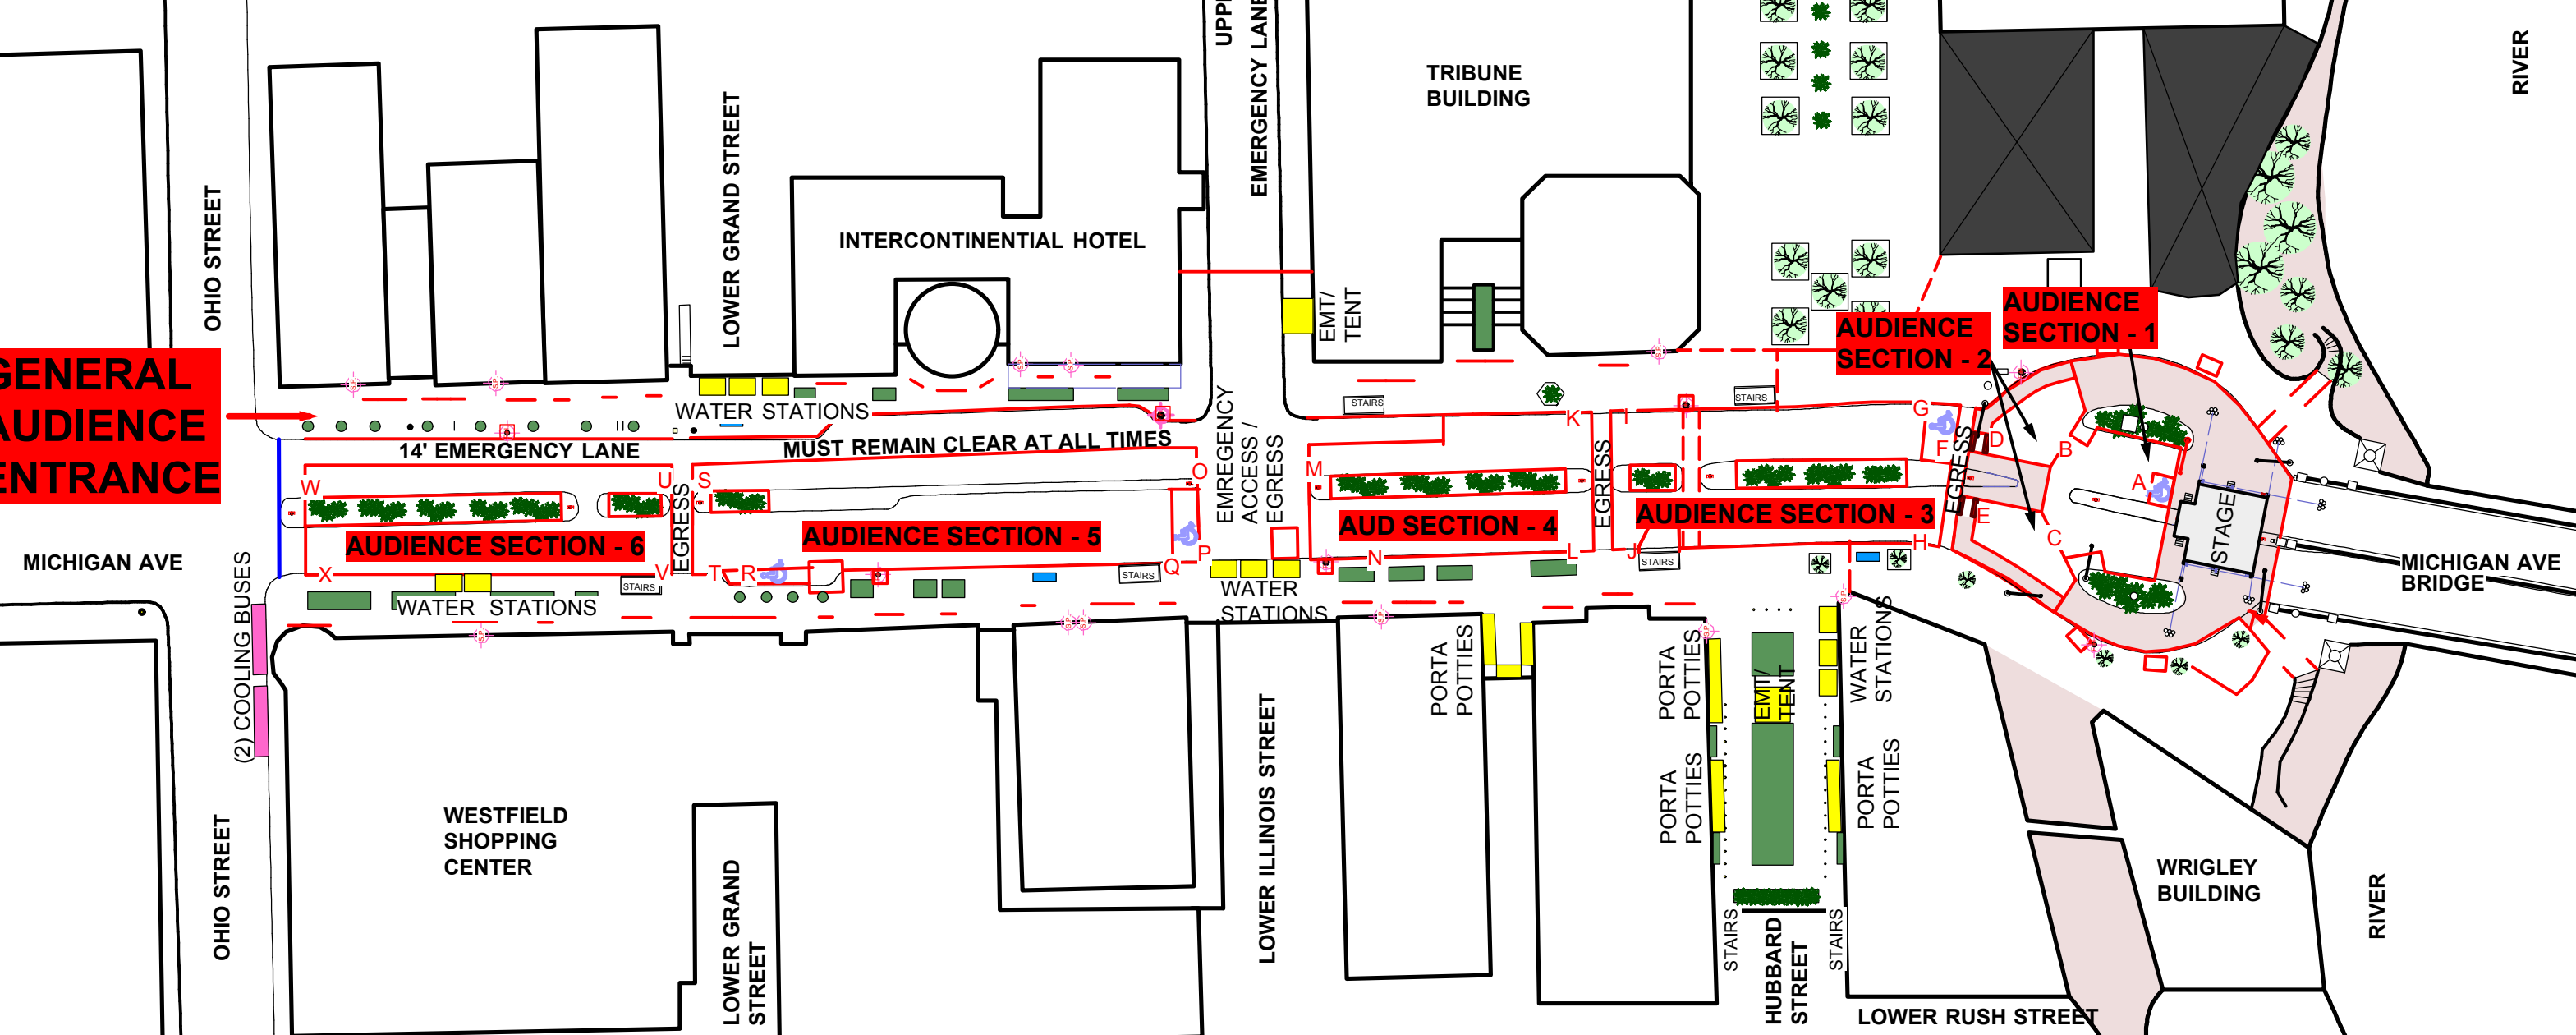 UPP
EMERGENCY LANE
RIVER
TRIBUNE
BUILDING
OHIO STREET
LOWER GRAND STREET
INTERCONTINENTIAL HOTEL
EMT/
TENT
AUDIENCE
SECTION - 1
AUDIENCE
SECTION - 2
GENERAL
AUDIENCE
ENTRANCE
WATER STATIONS
14' EMERGENCY LANE
MUST REMAIN CLEAR AT ALL TIMES
EMREGENCY
ACCESS /
EGRESS
STAIRS
STAIRS
K
I
G
F
D
B
A
W
U
S
O
M
EGRESS
EGRESS
EGRESS
AUDIENCE SECTION - 6
AUDIENCE SECTION - 5
AUD SECTION - 4
AUDIENCE SECTION - 3
E
C
STAGE
MICHIGAN AVE
X
V
T
R
Q
P
N
L
J
H
STAIRS
STAIRS
STAIRS
MICHIGAN AVE
BRIDGE
(2) COOLING BUSES
WATER STATIONS
WATER
STATIONS
PORTA
POTTIES
PORTA
POTTIES
EMT/
TENT
WATER
STATIONS
PORTA
POTTIES
PORTA
POTTIES
WESTFIELD
SHOPPING
CENTER
OHIO STREET
LOWER GRAND
STREET
LOWER ILLINOIS STREET
STAIRS
HUBBARD
STREET
STAIRS
WRIGLEY
BUILDING
RIVER
LOWER RUSH STREET